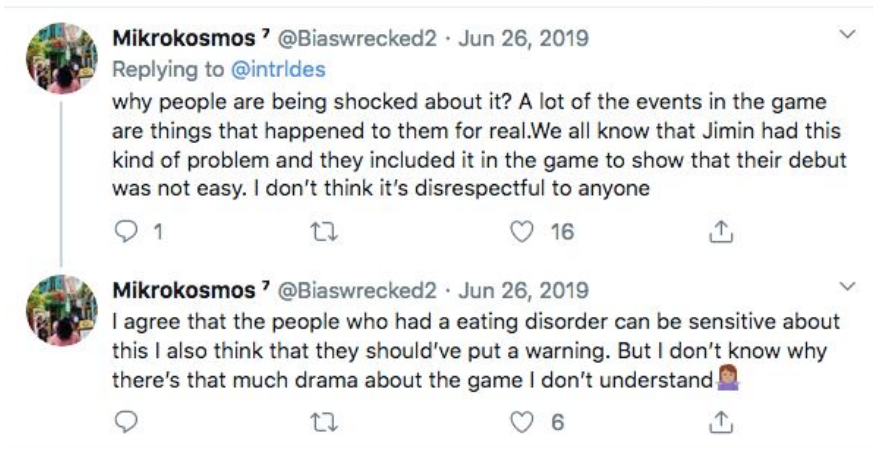 Mikrokosmos ⁷ @Biaswrecked2 · Jun 26, 2019
Replying to @intrldes
why people are being shocked about it? A lot of the events in the game
are things that happened to them for real.We all know that Jimin had this
kind of problem and they included it in the game to show that their debut
was not easy. I don't think it's disrespectful to anyone
1 16
Mikrokosmos ⁷ @Biaswrecked2 · Jun 26, 2019
I agree that the people who had a eating disorder can be sensitive about
this I also think that they should've put a warning. But I don't know why
there's that much drama about the game I don't understand🤷🏽‍♀️
6